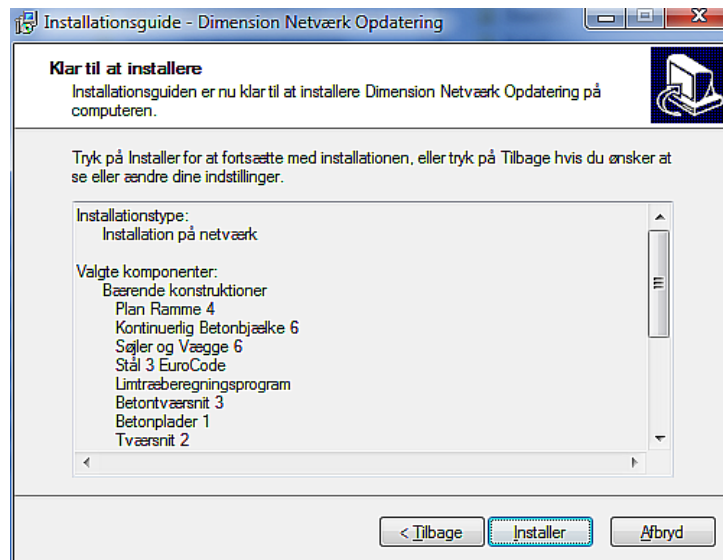 Installationsguide - Dimension Netværk Opdatering
Klar til at installere
Installationsguiden er nu klar til at installere Dimension Netværk Opdatering på
computeren.
Tryk på Installer for at fortsætte med installationen, eller tryk på Tilbage hvis du ønsker at
se eller ændre dine indstillinger.
Installationstype:
Installation på netværk
Valgte komponenter:
Bærende konstruktioner
Plan Ramme 4
Kontinuerlig Betonbjælke 6
Søjler og Vægge 6
Stål 3 EuroCode
Limtræberegningsprogram
Betontværsnit 3
Betonplader 1
Tværsnit 2
< Tilbage
Installer
Afbryd